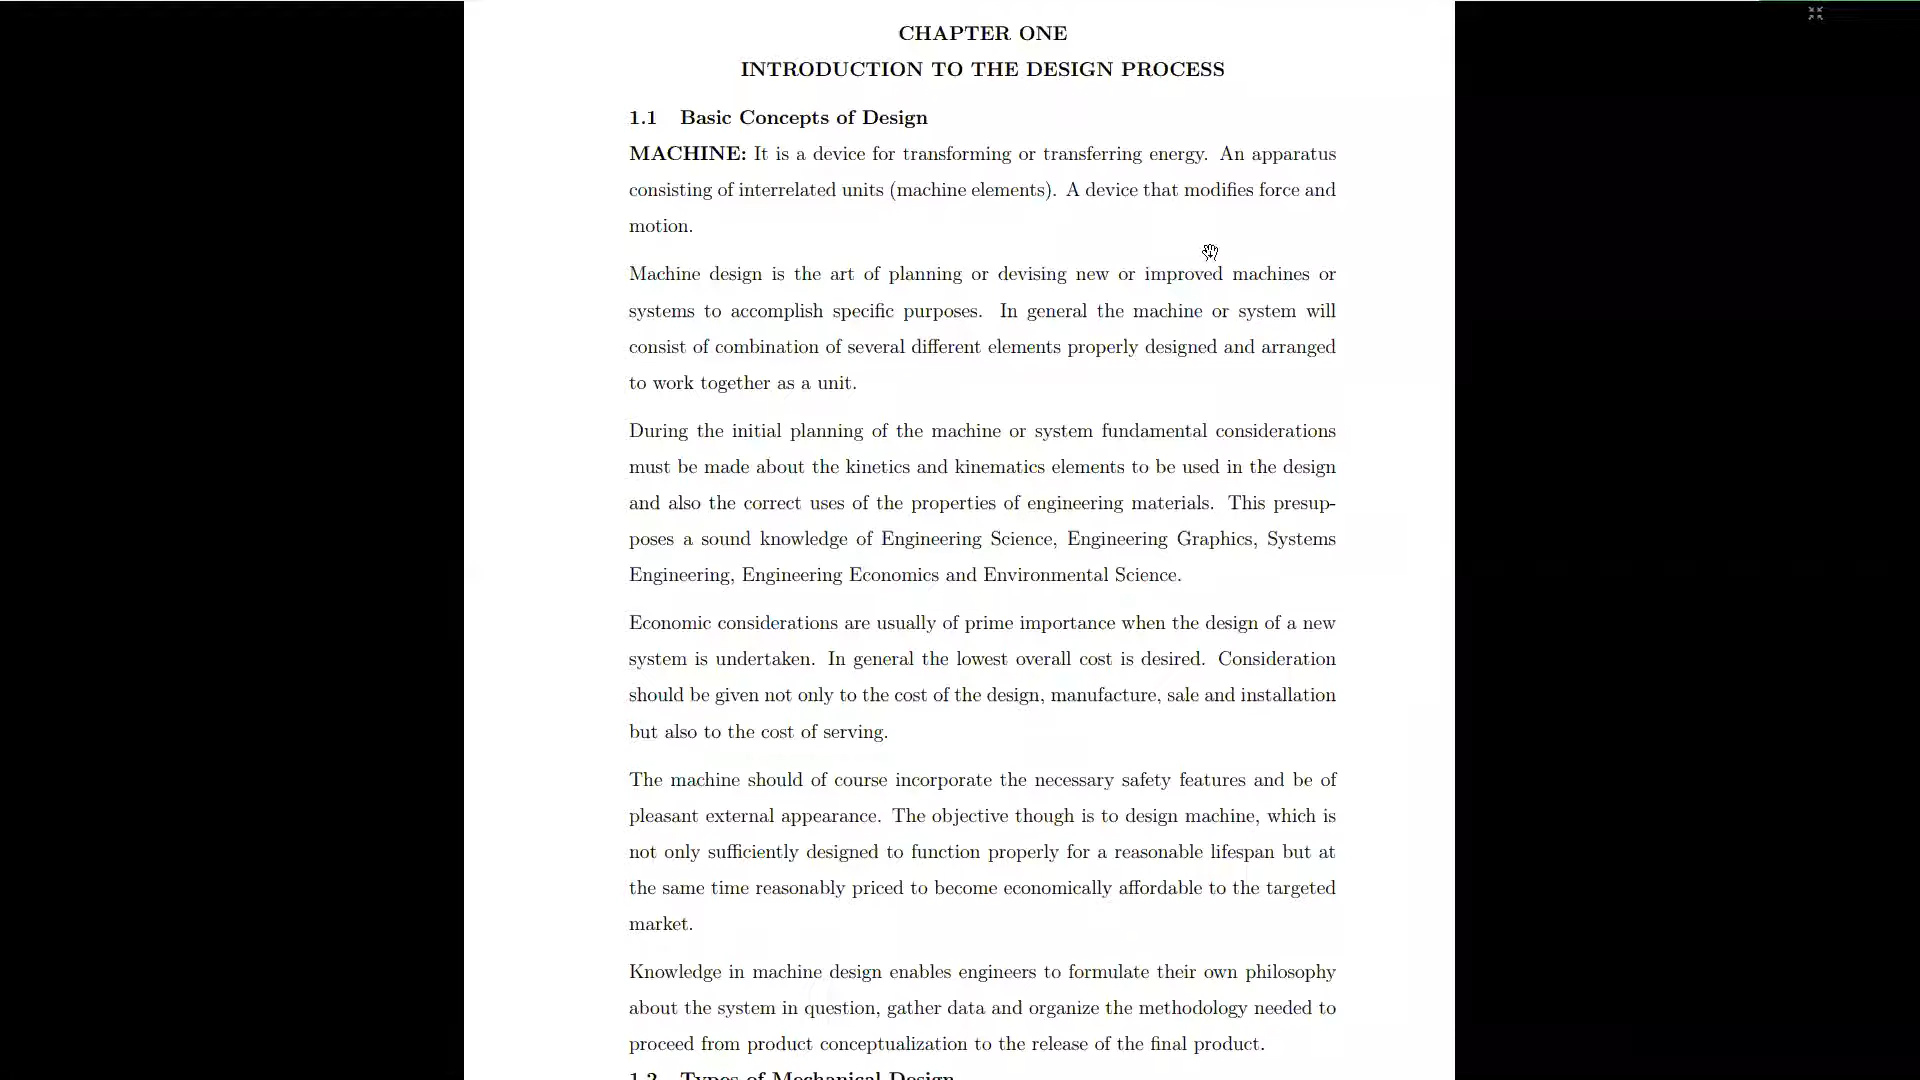 CHAPTER ONE
INTRODUCTION TO THE DESIGN PROCESS
1.1 Basic Concepts of Design
MACHINE: It is a device for transforming or transferring energy. An apparatus
consisting of interrelated units (machine elements). A device that modifies force and
motion.
Machine design is the art of planning or devising new or improved machines or
systems to accomplish specific purposes. In general the machine or system will
consist of combination of several different elements properly designed and arranged
to work together as a unit.
During the initial planning of the machine or system fundamental considerations
must be made about the kinetics and kinematics elements to be used in the design
and also the correct uses of the properties of engineering materials. This presup-
poses a sound knowledge of Engineering Science, Engineering Graphics, Systems
Engineering, Engineering Economics and Environmental Science.
Economic considerations are usually of prime importance when the design of a new
system is undertaken. In general the lowest overall cost is desired. Consideration
should be given not only to the cost of the design, manufacture, sale and installation
but also to the cost of serving.
The machine should of course incorporate the necessary safety features and be of
pleasant external appearance. The objective though is to design machine, which is
not only sufficiently designed to function properly for a reasonable lifespan but at
the same time reasonably priced to become economically affordable to the targeted
market.
Knowledge in machine design enables engineers to formulate their own philosophy
about the system in question, gather data and organize the methodology needed to
proceed from product conceptualization to the release of the final product.
1.2 Types of Mechanical Design